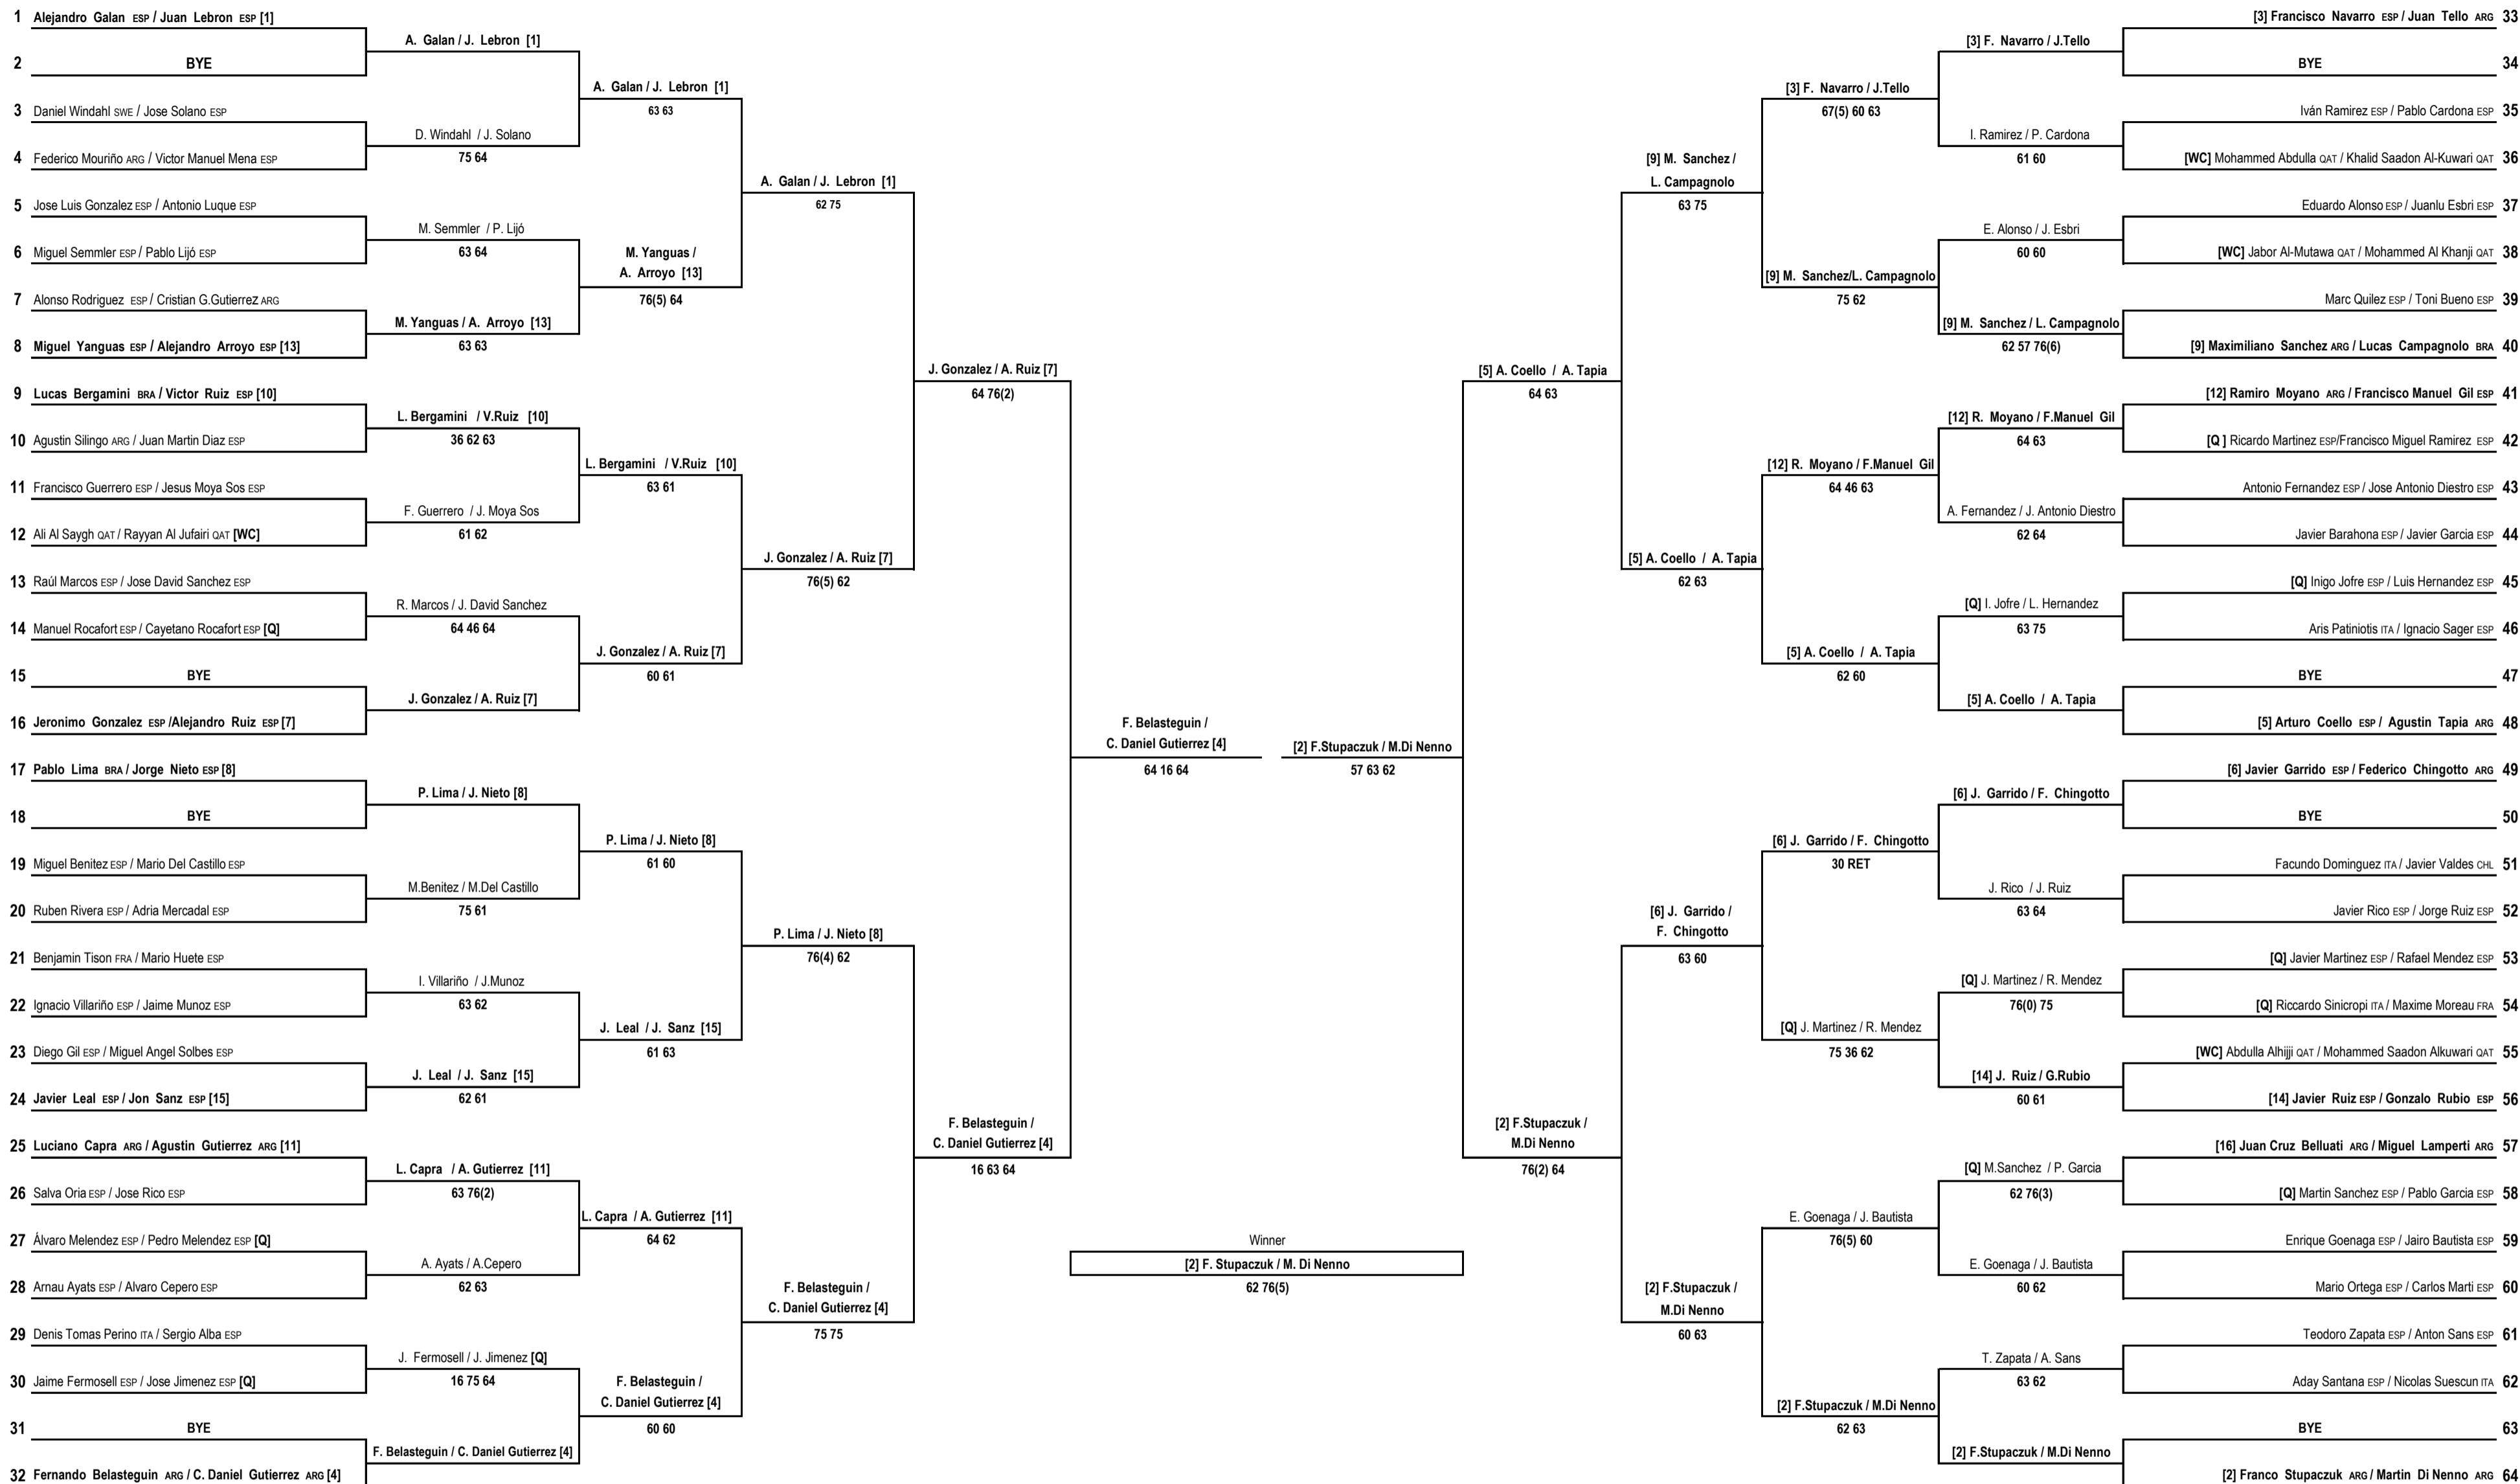 1 Alejandro Galan ESP / Juan Lebron ESP [1]
2 BYE
3 Daniel Windahl SWE / Jose Solano ESP
4 Federico Mouriño ARG / Victor Manuel Mena ESP
5 Jose Luis Gonzalez ESP / Antonio Luque ESP
6 Miguel Semmler ESP / Pablo Lijó ESP
7 Alonso Rodriguez ESP / Cristian G.Gutierrez ARG
8 Miguel Yanguas ESP / Alejandro Arroyo ESP [13]
9 Lucas Bergamini BRA / Victor Ruiz ESP [10]
10 Agustin Silingo ARG / Juan Martin Diaz ESP
11 Francisco Guerrero ESP / Jesus Moya Sos ESP
12 Ali Al Saygh QAT / Rayyan Al Jufairi QAT [WC]
13 Raúl Marcos ESP / Jose David Sanchez ESP
14 Manuel Rocafort ESP / Cayetano Rocafort ESP [Q]
15 BYE
16 Jeronimo Gonzalez ESP /Alejandro Ruiz ESP [7]
17 Pablo Lima BRA / Jorge Nieto ESP [8]
18 BYE
19 Miguel Benitez ESP / Mario Del Castillo ESP
20 Ruben Rivera ESP / Adria Mercadal ESP
21 Benjamin Tison FRA / Mario Huete ESP
22 Ignacio Villariño ESP / Jaime Munoz ESP
23 Diego Gil ESP / Miguel Angel Solbes ESP
24 Javier Leal ESP / Jon Sanz ESP [15]
25 Luciano Capra ARG / Agustin Gutierrez ARG [11]
26 Salva Oria ESP / Jose Rico ESP
27 Álvaro Melendez ESP / Pedro Melendez ESP [Q]
28 Arnau Ayats ESP / Alvaro Cepero ESP
29 Denis Tomas Perino ITA / Sergio Alba ESP
30 Jaime Fermosell ESP / Jose Jimenez ESP [Q]
31 BYE
32 Fernando Belasteguin ARG / C. Daniel Gutierrez ARG [4]
A. Galan / J. Lebron [1]
D. Windahl / J. Solano
75 64
M. Semmler / P. Lijó
63 64
M. Yanguas / A. Arroyo [13]
63 63
L. Bergamini / V.Ruiz [10]
36 62 63
F. Guerrero / J. Moya Sos
61 62
R. Marcos / J. David Sanchez
64 46 64
J. Gonzalez / A. Ruiz [7]
P. Lima / J. Nieto [8]
M.Benitez / M.Del Castillo
75 61
I. Villariño / J.Munoz
63 62
J. Leal / J. Sanz [15]
62 61
L. Capra / A. Gutierrez [11]
63 76(2)
A. Ayats / A.Cepero
62 63
J. Fermosell / J. Jimenez [Q]
16 75 64
F. Belasteguin / C. Daniel Gutierrez [4]
A. Galan / J. Lebron [1]
63 63
M. Yanguas /
A. Arroyo [13]
76(5) 64
L. Bergamini / V.Ruiz [10]
63 61
J. Gonzalez / A. Ruiz [7]
60 61
P. Lima / J. Nieto [8]
61 60
J. Leal / J. Sanz [15]
61 63
L. Capra / A. Gutierrez [11]
64 62
F. Belasteguin /
C. Daniel Gutierrez [4]
60 60
A. Galan / J. Lebron [1]
62 75
J. Gonzalez / A. Ruiz [7]
76(5) 62
P. Lima / J. Nieto [8]
76(4) 62
F. Belasteguin /
C. Daniel Gutierrez [4]
75 75
J. Gonzalez / A. Ruiz [7]
64 76(2)
F. Belasteguin /
C. Daniel Gutierrez [4]
16 63 64
F. Belasteguin /
C. Daniel Gutierrez [4]
64 16 64
[2] F.Stupaczuk / M.Di Nenno
57 63 62
Winner
[2] F. Stupaczuk / M. Di Nenno
62 76(5)
[5] A. Coello / A. Tapia
64 63
[2] F.Stupaczuk /
M.Di Nenno
76(2) 64
[9] M. Sanchez /
L. Campagnolo
63 75
[5] A. Coello / A. Tapia
62 63
[6] J. Garrido /
F. Chingotto
63 60
[2] F.Stupaczuk /
M.Di Nenno
60 63
[3] F. Navarro / J.Tello
67(5) 60 63
[9] M. Sanchez/L. Campagnolo
75 62
[12] R. Moyano / F.Manuel Gil
64 46 63
[5] A. Coello / A. Tapia
62 60
[6] J. Garrido / F. Chingotto
30 RET
[Q] J. Martinez / R. Mendez
75 36 62
E. Goenaga / J. Bautista
76(5) 60
[2] F.Stupaczuk / M.Di Nenno
62 63
[3] F. Navarro / J.Tello
I. Ramirez / P. Cardona
61 60
E. Alonso / J. Esbri
60 60
[9] M. Sanchez / L. Campagnolo
62 57 76(6)
[12] R. Moyano / F.Manuel Gil
64 63
A. Fernandez / J. Antonio Diestro
62 64
[Q] I. Jofre / L. Hernandez
63 75
[5] A. Coello / A. Tapia
[6] J. Garrido / F. Chingotto
J. Rico / J. Ruiz
63 64
[Q] J. Martinez / R. Mendez
76(0) 75
[14] J. Ruiz / G.Rubio
60 61
[Q] M.Sanchez / P. Garcia
62 76(3)
E. Goenaga / J. Bautista
60 62
T. Zapata / A. Sans
63 62
[2] F.Stupaczuk / M.Di Nenno
[3] Francisco Navarro ESP / Juan Tello ARG 33
BYE 34
Iván Ramirez ESP / Pablo Cardona ESP 35
[WC] Mohammed Abdulla QAT / Khalid Saadon Al-Kuwari QAT 36
Eduardo Alonso ESP / Juanlu Esbri ESP 37
[WC] Jabor Al-Mutawa QAT / Mohammed Al Khanji QAT 38
Marc Quilez ESP / Toni Bueno ESP 39
[9] Maximiliano Sanchez ARG / Lucas Campagnolo BRA 40
[12] Ramiro Moyano ARG / Francisco Manuel Gil ESP 41
[Q ] Ricardo Martinez ESP/Francisco Miguel Ramirez ESP 42
Antonio Fernandez ESP / Jose Antonio Diestro ESP 43
Javier Barahona ESP / Javier Garcia ESP 44
[Q] Inigo Jofre ESP / Luis Hernandez ESP 45
Aris Patiniotis ITA / Ignacio Sager ESP 46
BYE 47
[5] Arturo Coello ESP / Agustin Tapia ARG 48
[6] Javier Garrido ESP / Federico Chingotto ARG 49
BYE 50
Facundo Dominguez ITA / Javier Valdes CHL 51
Javier Rico ESP / Jorge Ruiz ESP 52
[Q] Javier Martinez ESP / Rafael Mendez ESP 53
[Q] Riccardo Sinicropi ITA / Maxime Moreau FRA 54
[WC] Abdulla Alhijji QAT / Mohammed Saadon Alkuwari QAT 55
[14] Javier Ruiz ESP / Gonzalo Rubio ESP 56
[16] Juan Cruz Belluati ARG / Miguel Lamperti ARG 57
[Q] Martin Sanchez ESP / Pablo Garcia ESP 58
Enrique Goenaga ESP / Jairo Bautista ESP 59
Mario Ortega ESP / Carlos Marti ESP 60
Teodoro Zapata ESP / Anton Sans ESP 61
Aday Santana ESP / Nicolas Suescun ITA 62
BYE 63
[2] Franco Stupaczuk ARG / Martin Di Nenno ARG 64